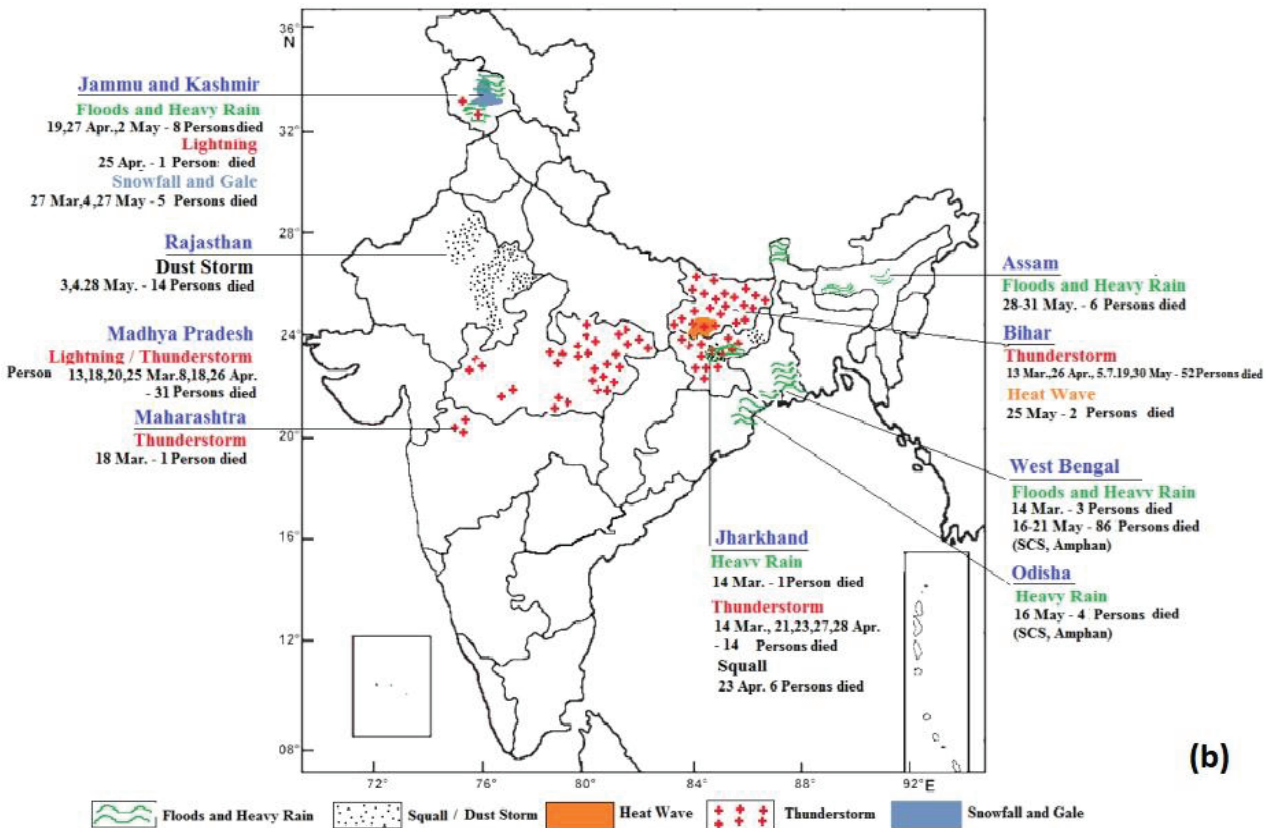 36°
N
32°
28°
24°
20°
16°
12°
08°
72°
76°
80°
84°
88°
92°E
Jammu and Kashmir
Floods and Heavy Rain
19,27 Apr.,2 May - 8 Persons died
Lightning
25 Apr. - 1 Person died
Snowfall and Gale
27 Mar,4,27 May - 5 Persons died
Rajasthan
Dust Storm
3,4.28 May. - 14 Persons died
Madhya Pradesh
Lightning / Thunderstorm
Person 13,18,20,25 Mar.8,18,26 Apr.
- 31 Persons died
Maharashtra
Thunderstorm
18 Mar. - 1 Person died
Assam
Floods and Heavy Rain
28-31 May. - 6 Persons died
Bihar
Thunderstorm
13 Mar.,26 Apr., 5.7.19,30 May - 52 Persons died
Heat Wave
25 May - 2 Persons died
West Bengal
Floods and Heavy Rain
14 Mar. - 3 Persons died
16-21 May - 86 Persons died
(SCS, Amphan)
Odisha
Heavy Rain
16 May - 4 Persons died
(SCS, Amphan)
Jharkhand
Heavy Rain
14 Mar. - 1Person died
Thunderstorm
14 Mar., 21,23,27,28 Apr.
- 14 Persons died
Squall
23 Apr. 6 Persons died
(b)
Floods and Heavy Rain
Squall / Dust Storm
Heat Wave
Thunderstorm
Snowfall and Gale